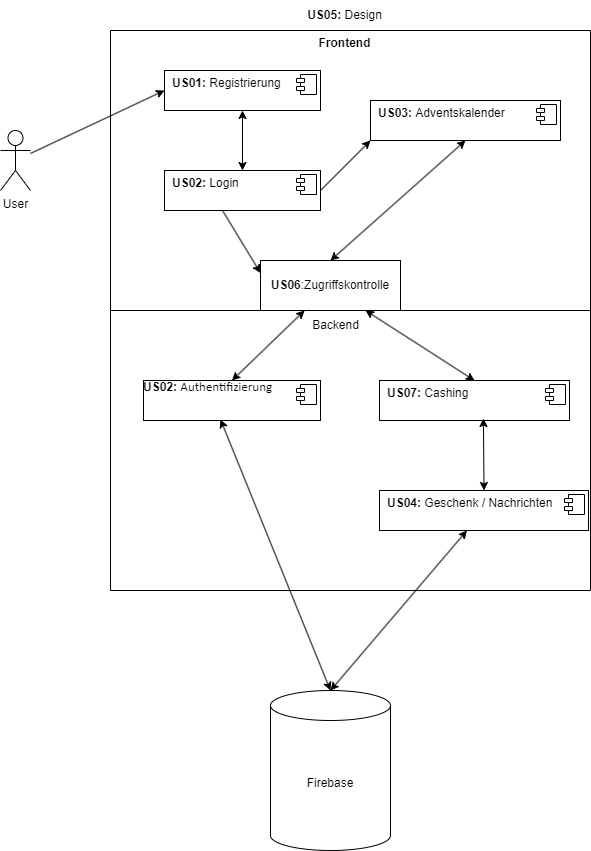 US05: Design
Frontend
US01: Registrierung
US03: Adventskalender
US02: Login
User
US06:Zugriffskontrolle
Backend
US02: Authentifizierung
US07: Cashing
US04: Geschenk / Nachrichten
Firebase